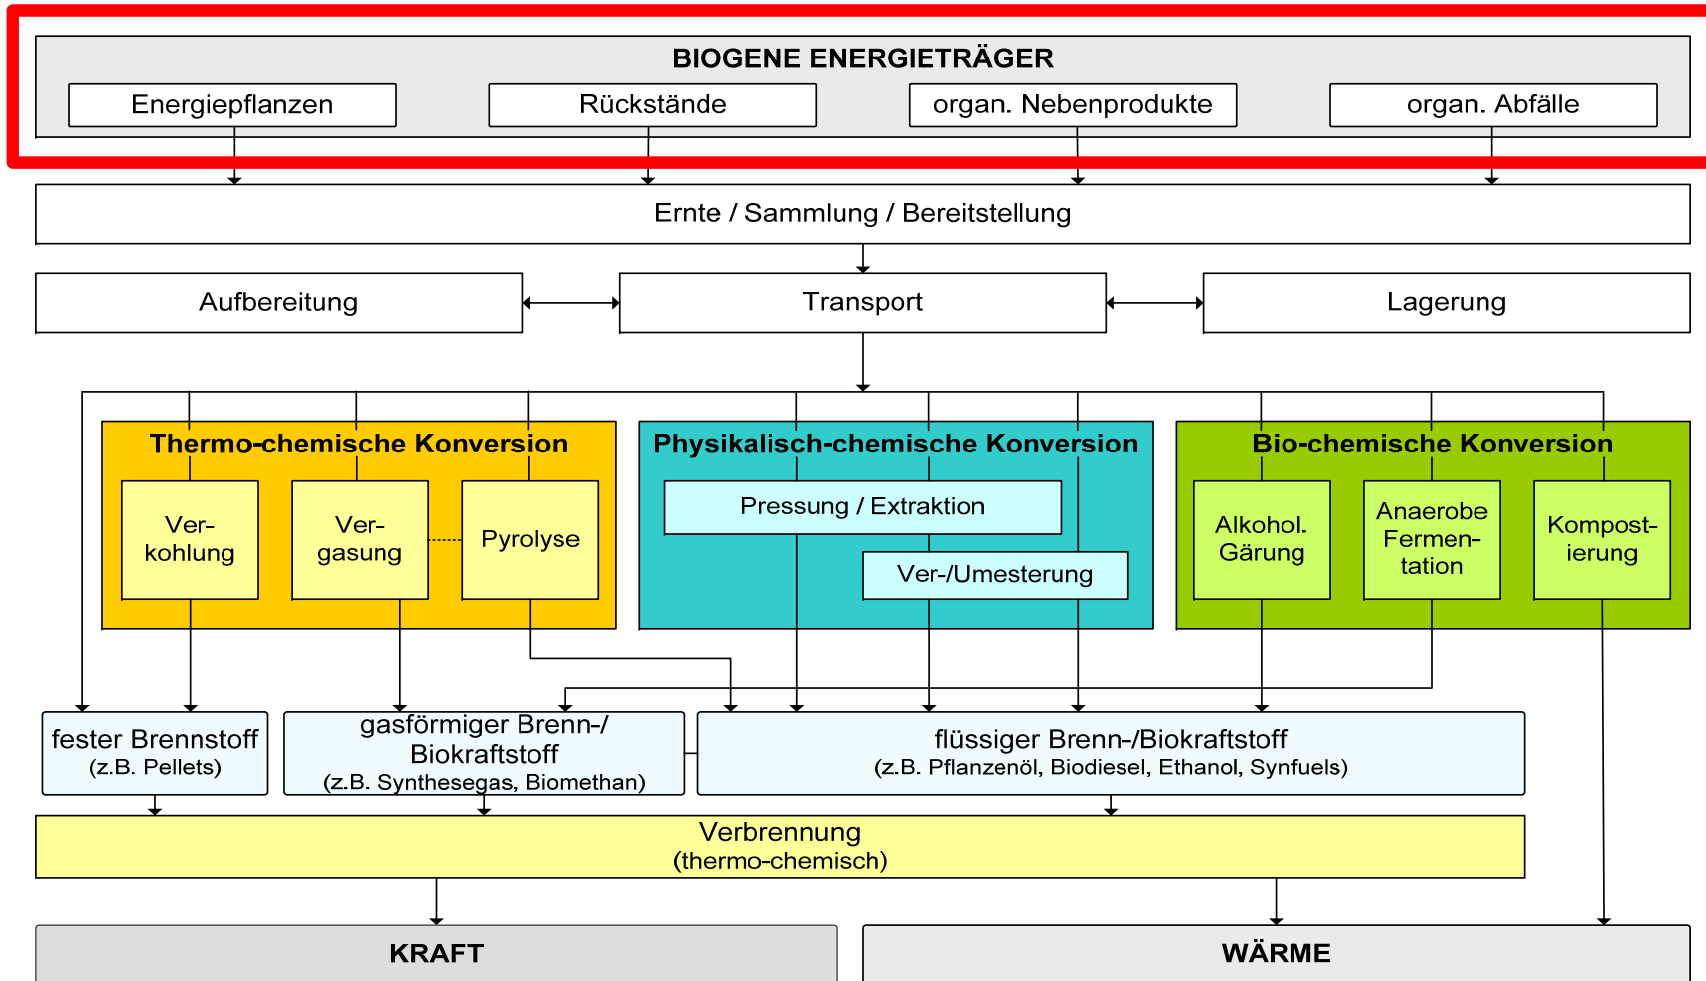 BIOGENE ENERGIETRÄGER
Energiepflanzen
Rückstände
organ. Nebenprodukte
organ. Abfälle
Ernte / Sammlung / Bereitstellung
Aufbereitung
Transport
Lagerung
Thermo-chemische Konversion
Ver-
kohlung
Ver-
gasung
Pyrolyse
Physikalisch-chemische Konversion
Pressung / Extraktion
Ver-/Umesterung
Bio-chemische Konversion
Alkohol.
Gärung
Anaerobe
Fermen-
tation
Kompost-
ierung
fester Brennstoff
(z.B. Pellets)
gasförmiger Brenn-/
Biokraftstoff
(z.B. Synthesegas, Biomethan)
flüssiger Brenn-/Biokraftstoff
(z.B. Pflanzenöl, Biodiesel, Ethanol, Synfuels)
Verbrennung
(thermo-chemisch)
KRAFT
WÄRME